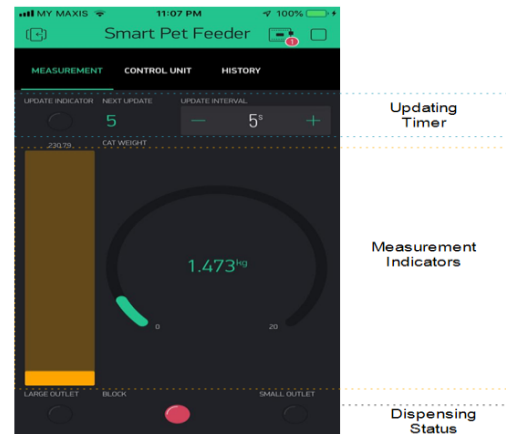 MY MAXIS 11:07 PM 100%
Smart Pet Feeder
1
MEASUREMENT CONTROL UNIT HISTORY
UPDATE INDICATOR NEXT UPDATE UPDATE INTERVAL
5 − 5s +
Updating
Timer
CAT WEIGHT
1.473kg
0 20
Measurement
Indicators
LARGE OUTLET BLOCK SMALL OUTLET
Dispensing
Status